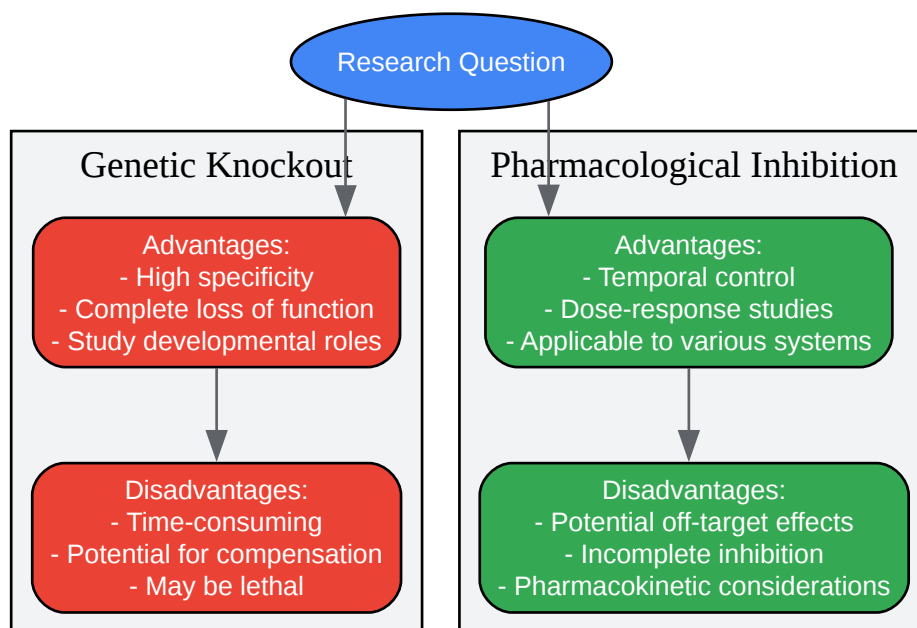 Research Question
Genetic Knockout
Advantages:
- High specificity
- Complete loss of function
- Study developmental roles
Disadvantages:
- Time-consuming
- Potential for compensation
- May be lethal
Pharmacological Inhibition
Advantages:
- Temporal control
- Dose-response studies
- Applicable to various systems
Disadvantages:
- Potential off-target effects
- Incomplete inhibition
- Pharmacokinetic considerations